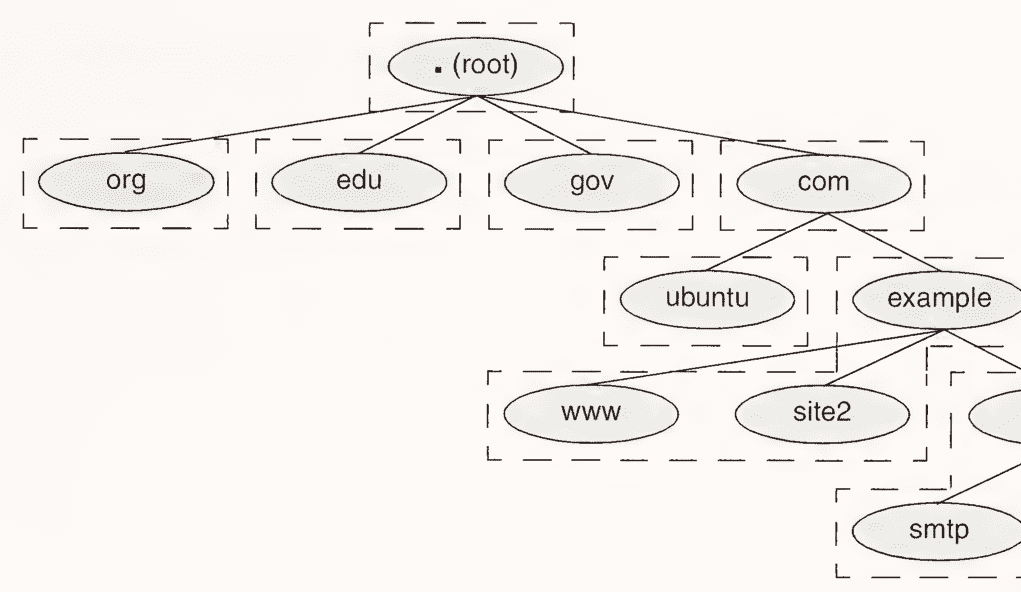 . (root)
org edu gov com
ubuntu example
www site2
smtp